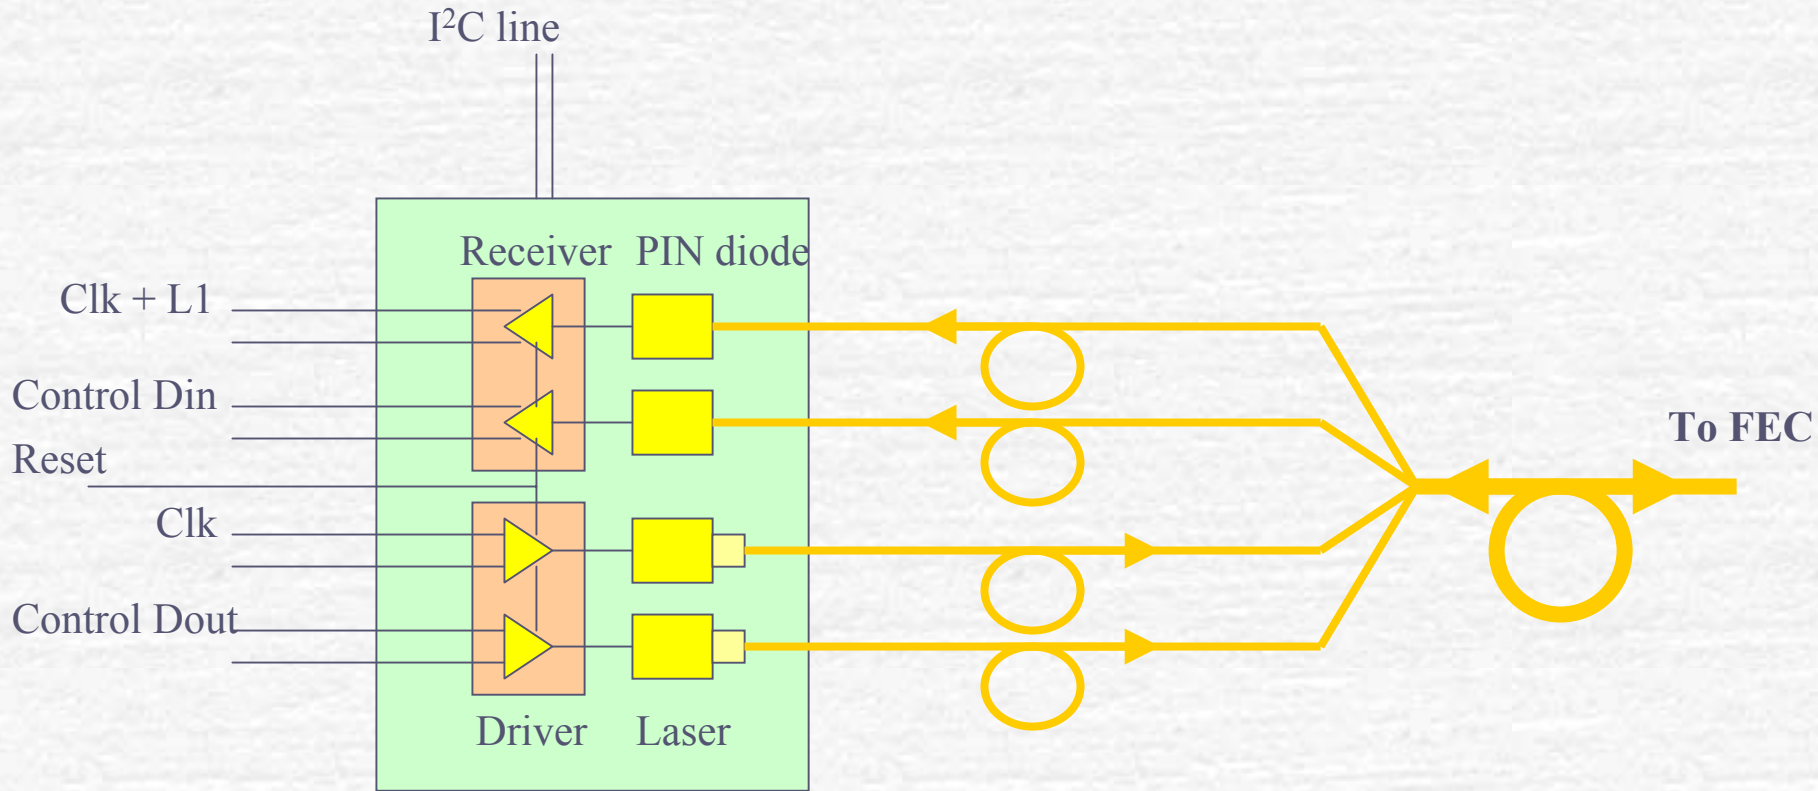 I²C line
Receiver
PIN diode
Clk + L1
Control Din
To FEC
Reset
Clk
Control Dout
Driver
Laser